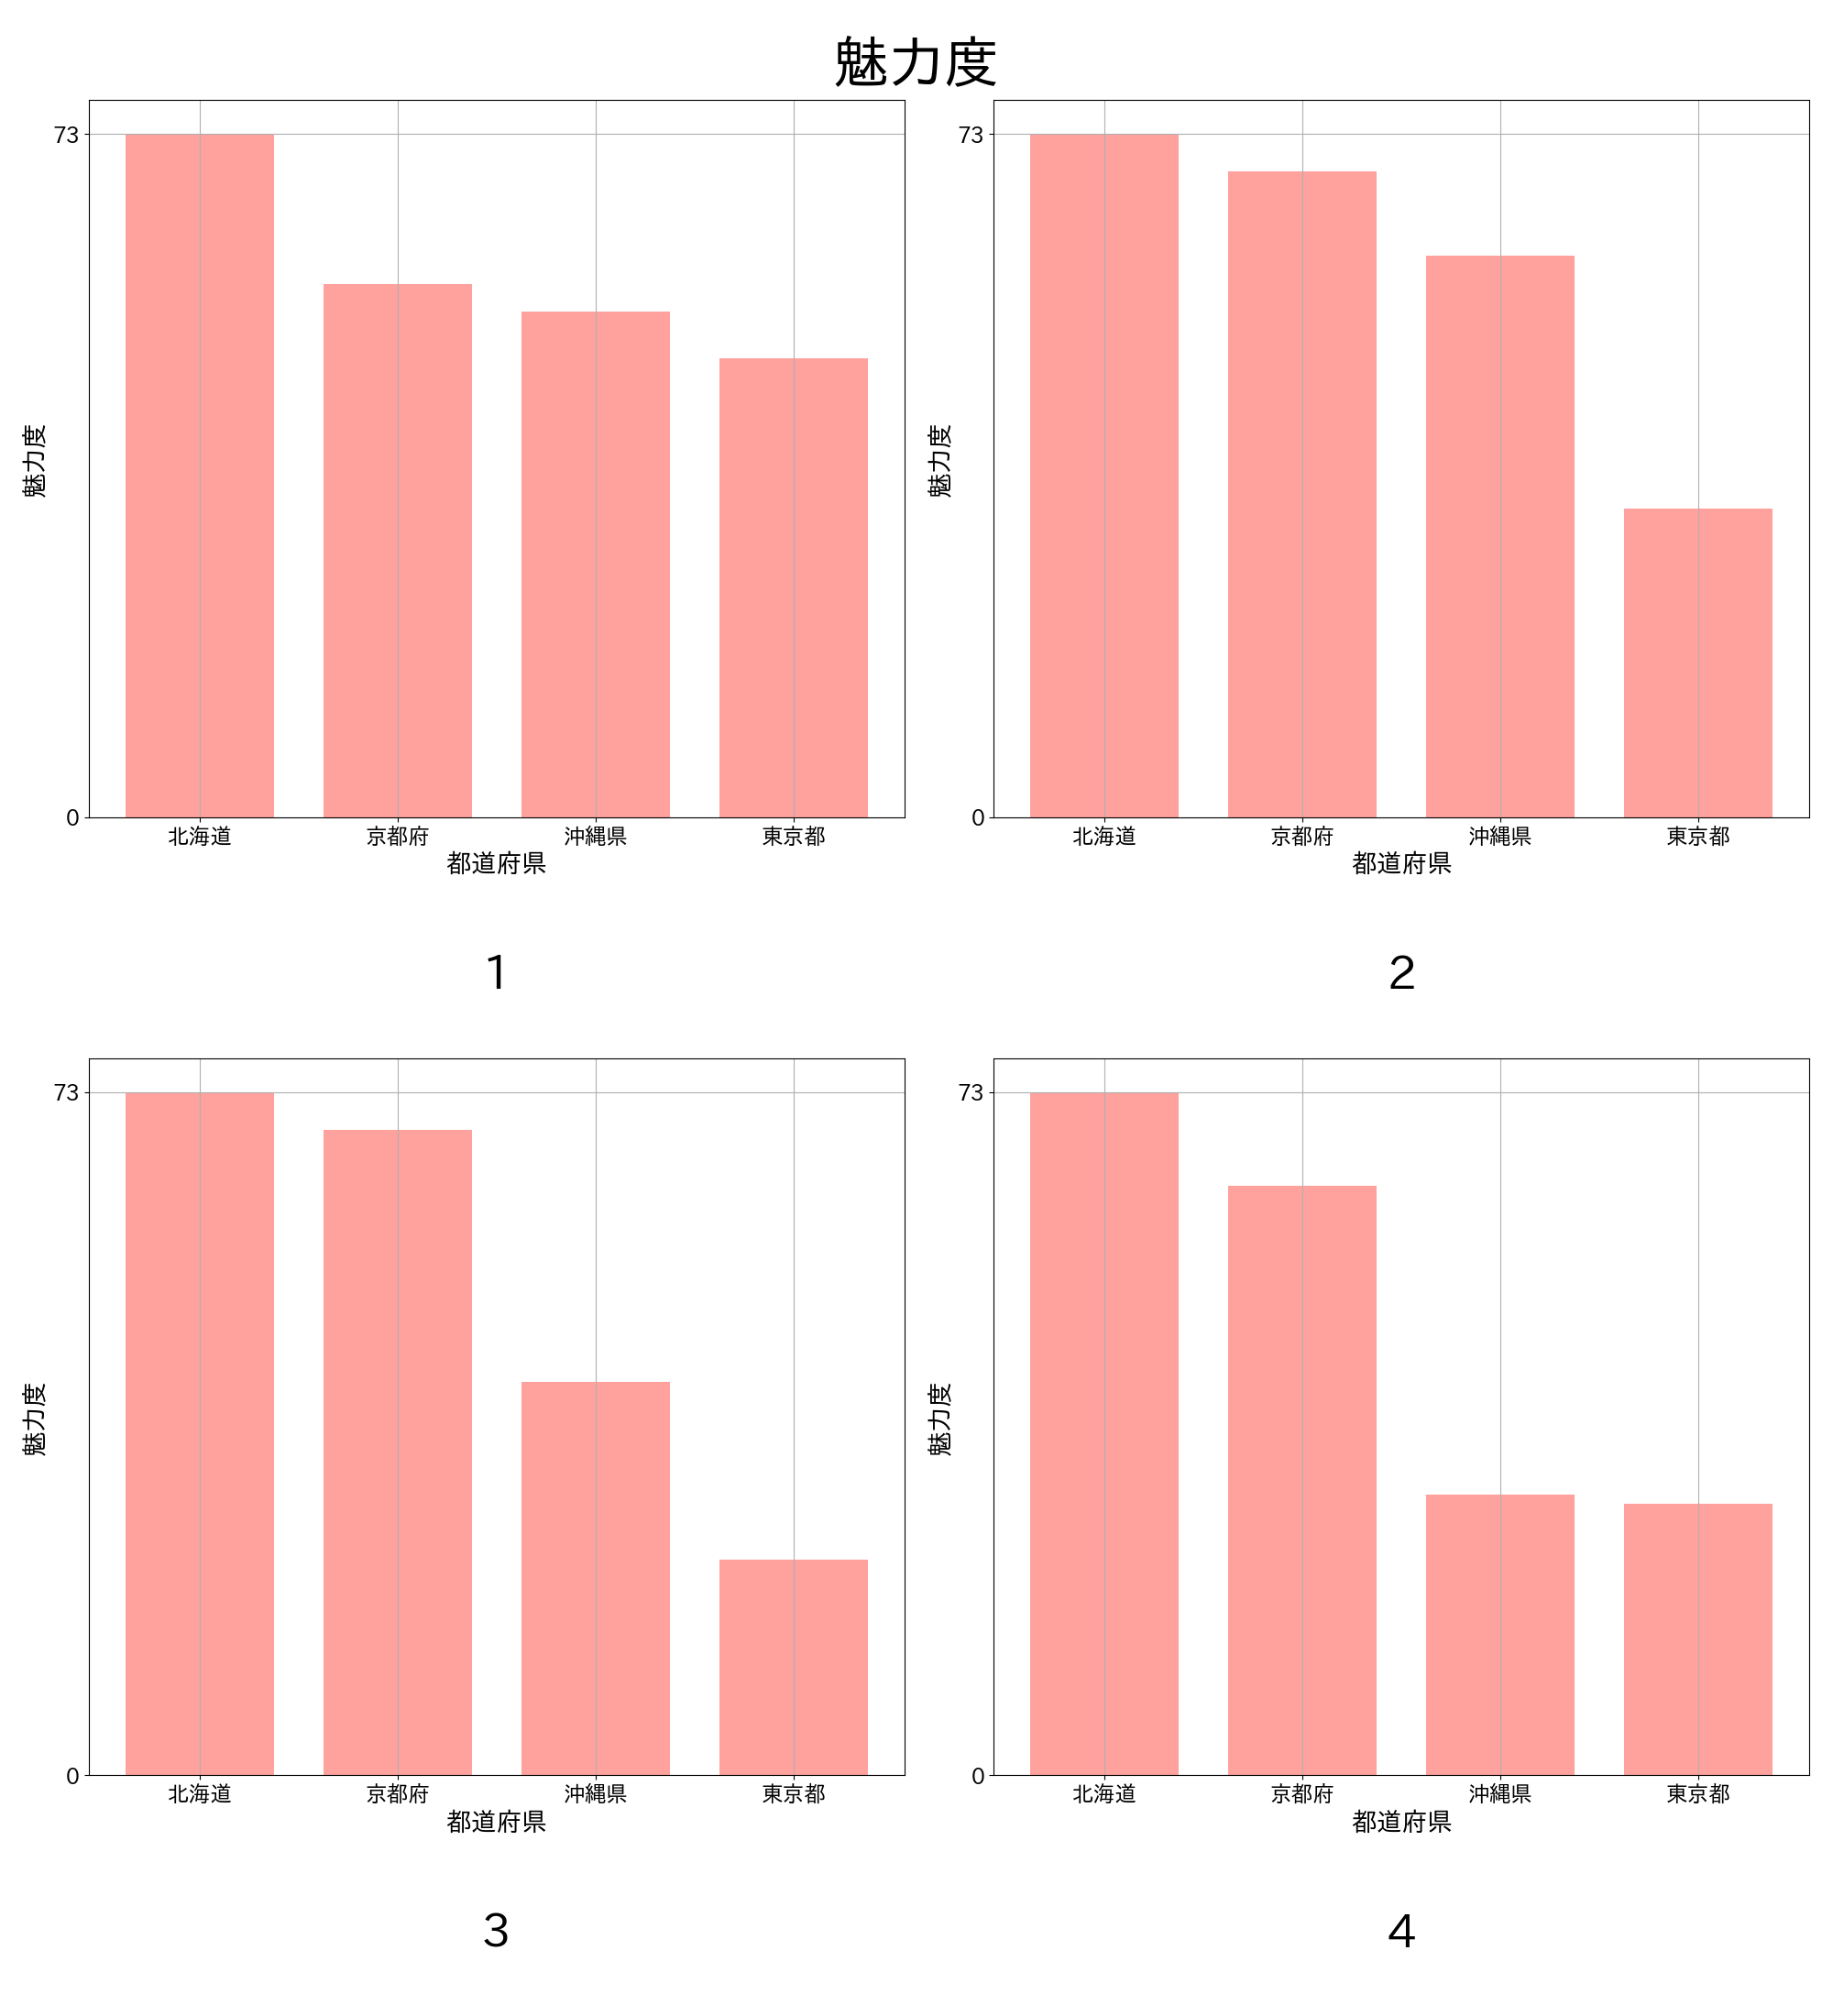 魅力度
73
0
魅力度
北海道 京都府 沖縄県 東京都
都道府県
1
73
0
魅力度
北海道 京都府 沖縄県 東京都
都道府県
2
73
0
魅力度
北海道 京都府 沖縄県 東京都
都道府県
3
73
0
魅力度
北海道 京都府 沖縄県 東京都
都道府県
4